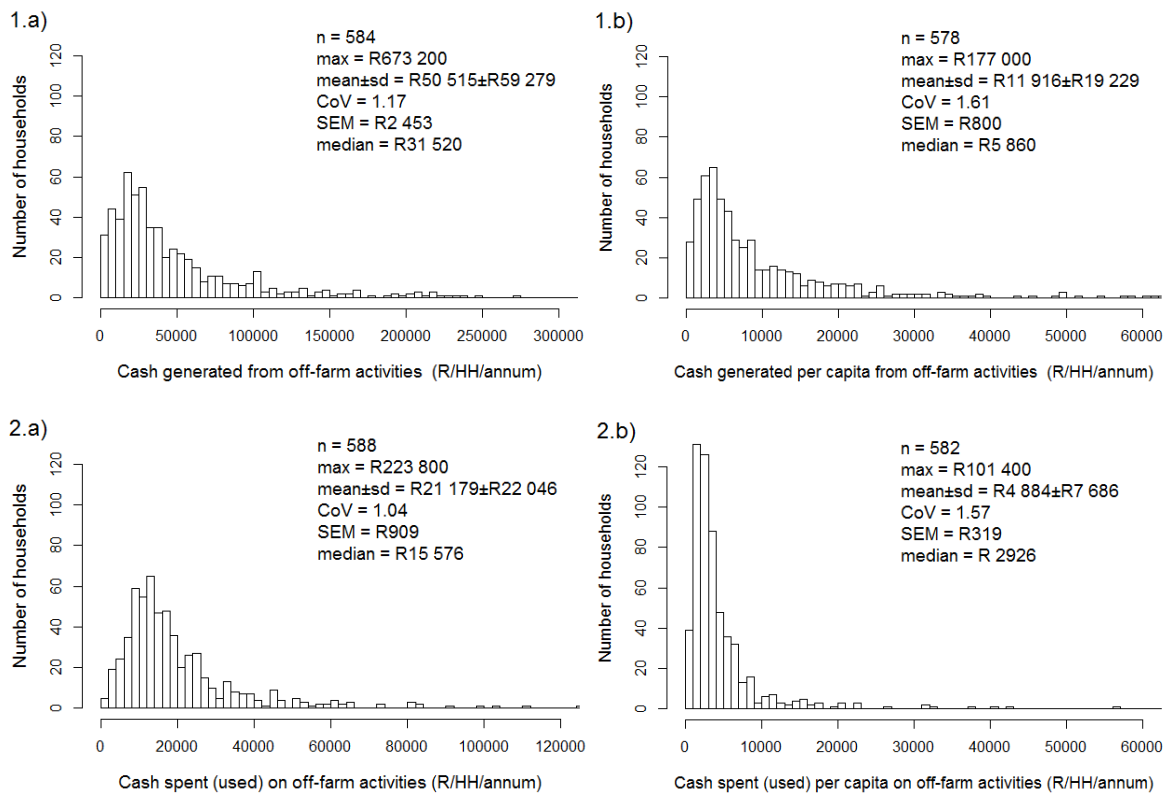 1.a)
n = 584
max = R673 200
mean±sd = R50 515±R59 279
CoV = 1.17
SEM = R2 453
median = R31 520
Number of households
0 20 40 60 80 100 120
0 50000 100000 150000 200000 250000 300000
Cash generated from off-farm activities (R/HH/annum)
1.b)
n = 578
max = R177 000
mean±sd = R11 916±R19 229
CoV = 1.61
SEM = R800
median = R5 860
Number of households
0 20 40 60 80 100 120
0 10000 20000 30000 40000 50000 60000
Cash generated per capita from off-farm activities (R/HH/annum)
2.a)
n = 588
max = R223 800
mean±sd = R21 179±R22 046
CoV = 1.04
SEM = R909
median = R15 576
Number of households
0 20 40 60 80 100 120
0 20000 40000 60000 80000 100000 120000
Cash spent (used) on off-farm activities (R/HH/annum)
2.b)
n = 582
max = R101 400
mean±sd = R4 884±R7 686
CoV = 1.57
SEM = R319
median = R 2926
Number of households
0 20 40 60 80 100 120
0 10000 20000 30000 40000 50000 60000
Cash spent (used) per capita on off-farm activities (R/HH/annum)